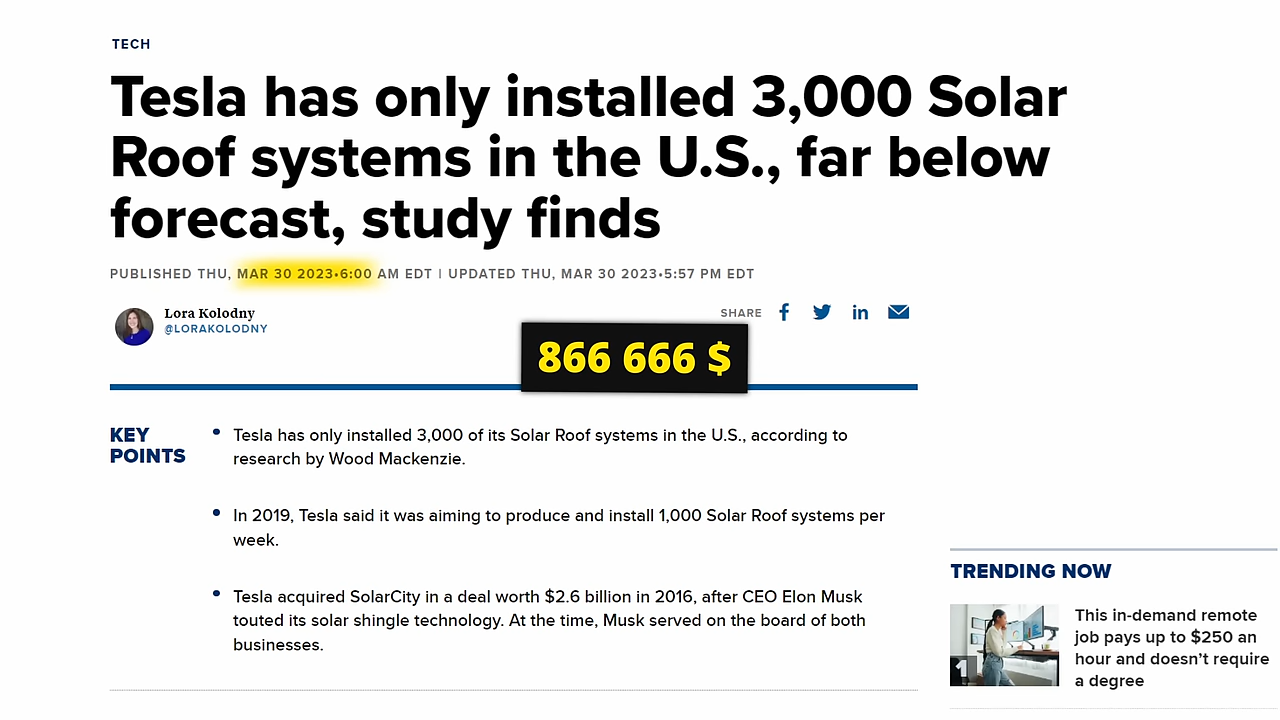 TECH
Tesla has only installed 3,000 Solar
Roof systems in the U.S., far below
forecast, study finds
PUBLISHED THU, MAR 30 2023•6:00 AM EDT | UPDATED THU, MAR 30 2023•5:57 PM EDT
Lora Kolodny
@LORAKOLODNY
SHARE
866 666 $
KEY
POINTS
• Tesla has only installed 3,000 of its Solar Roof systems in the U.S., according to
research by Wood Mackenzie.
• In 2019, Tesla said it was aiming to produce and install 1,000 Solar Roof systems per
week.
• Tesla acquired SolarCity in a deal worth $2.6 billion in 2016, after CEO Elon Musk
touted its solar shingle technology. At the time, Musk served on the board of both
businesses.
TRENDING NOW
1
This in-demand remote
job pays up to $250 an
hour and doesn’t require
a degree